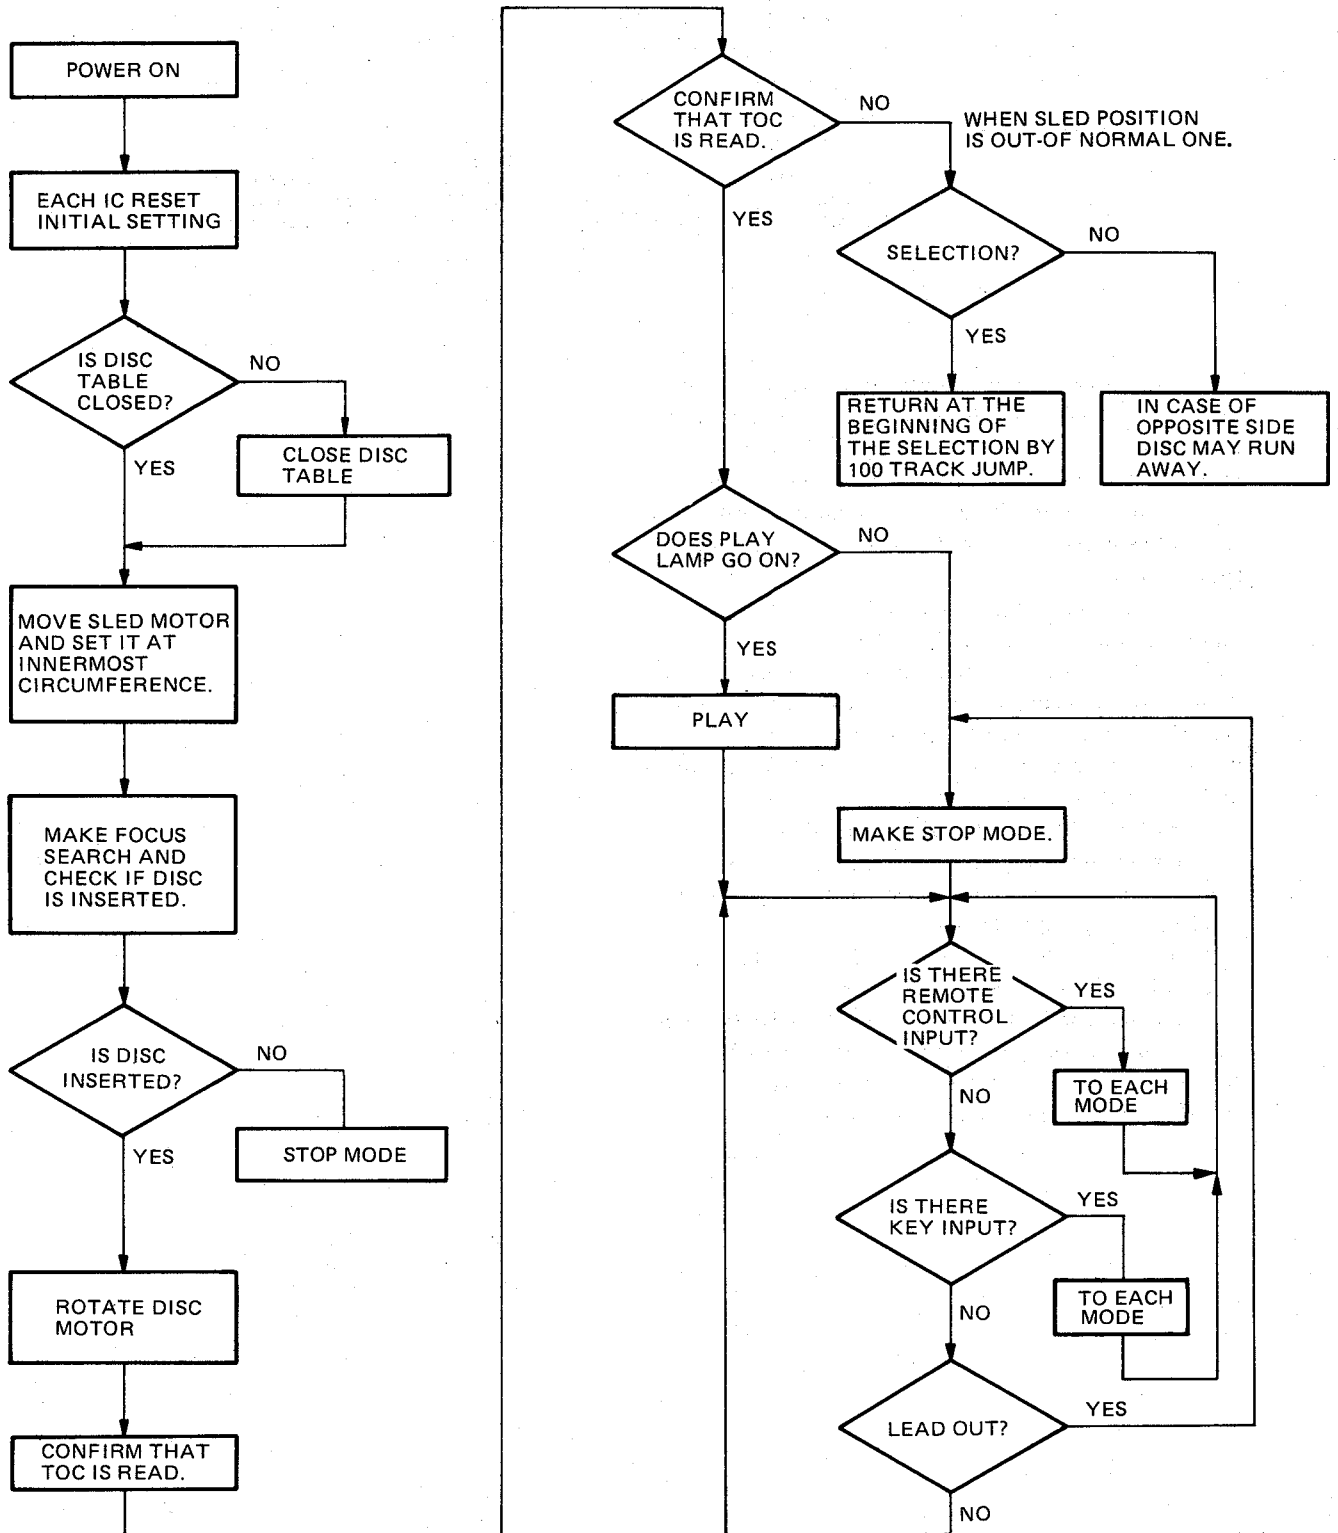 POWER ON
EACH IC RESET
INITIAL SETTING
IS DISC
TABLE
CLOSED?
NO
YES
CLOSE DISC
TABLE
MOVE SLED MOTOR
AND SET IT AT
INNERMOST
CIRCUMFERENCE.
MAKE FOCUS
SEARCH AND
CHECK IF DISC
IS INSERTED.
IS DISC
INSERTED?
NO
YES
STOP MODE
ROTATE DISC
MOTOR
CONFIRM THAT
TOC IS READ.
CONFIRM
THAT TOC
IS READ.
NO
WHEN SLED POSITION
IS OUT-OF NORMAL ONE.
YES
SELECTION?
NO
YES
RETURN AT THE
BEGINNING OF
THE SELECTION BY
100 TRACK JUMP.
IN CASE OF
OPPOSITE SIDE
DISC MAY RUN
AWAY.
DOES PLAY
LAMP GO ON?
NO
YES
PLAY
MAKE STOP MODE.
IS THERE
REMOTE
CONTROL
INPUT?
YES
NO
TO EACH
MODE
IS THERE
KEY INPUT?
YES
NO
TO EACH
MODE
LEAD OUT?
YES
NO